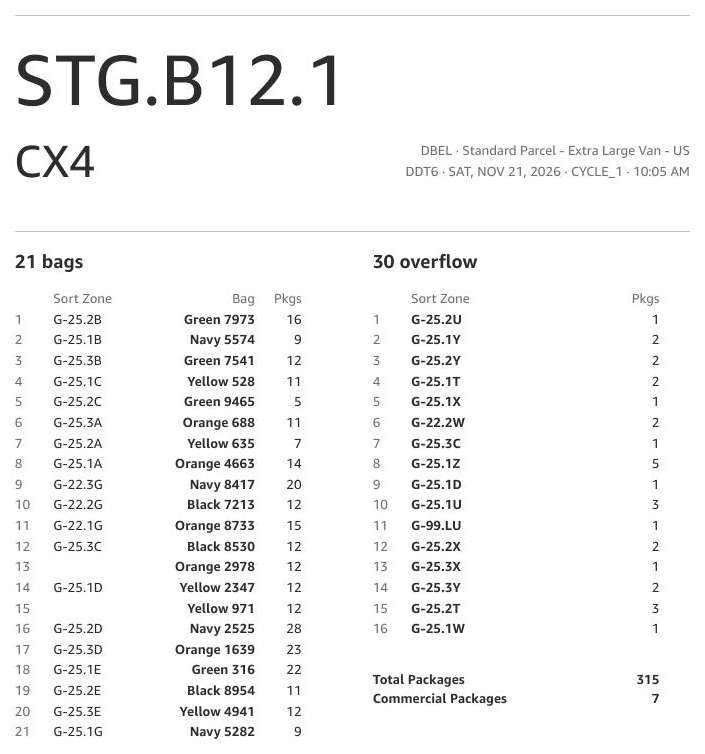 STG.B12.1
CX4
DBEL · Standard Parcel - Extra Large Van - US
DDT6 · SAT, NOV 21, 2026 · CYCLE_1 · 10:05 AM
21 bags
Sort Zone Bag Pkgs
1 G-25.2B Green 7973 16
2 G-25.1B Navy 5574 9
3 G-25.3B Green 7541 12
4 G-25.1C Yellow 528 11
5 G-25.2C Green 9465 5
6 G-25.3A Orange 688 11
7 G-25.2A Yellow 635 7
8 G-25.1A Orange 4663 14
9 G-22.3G Navy 8417 20
10 G-22.2G Black 7213 12
11 G-22.1G Orange 8733 15
12 G-25.3C Black 8530 12
13 Orange 2978 12
14 G-25.1D Yellow 2347 12
15 Yellow 971 12
16 G-25.2D Navy 2525 28
17 G-25.3D Orange 1639 23
18 G-25.1E Green 316 22
19 G-25.2E Black 8954 11
20 G-25.3E Yellow 4941 12
21 G-25.1G Navy 5282 9
30 overflow
Sort Zone Pkgs
1 G-25.2U 1
2 G-25.1Y 2
3 G-25.2Y 2
4 G-25.1T 2
5 G-25.1X 1
6 G-22.2W 2
7 G-25.3C 1
8 G-25.1Z 5
9 G-25.1D 1
10 G-25.1U 3
11 G-99.LU 1
12 G-25.2X 2
13 G-25.3X 1
14 G-25.3Y 2
15 G-25.2T 3
16 G-25.1W 1
Total Packages 315
Commercial Packages 7